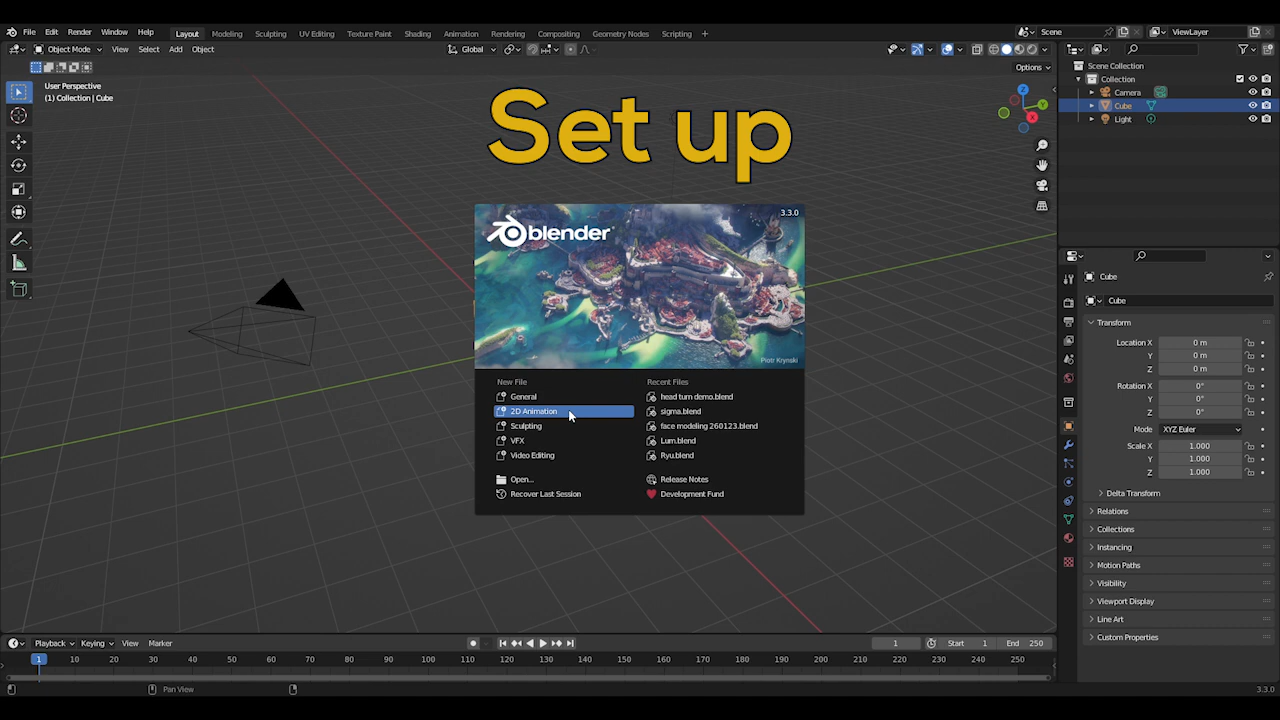 File Edit Render Window Help Layout Modeling Sculpting UV Editing Texture Paint Shading Animation Rendering Compositing Geometry Nodes Scripting + Scene ViewLayer
Object Mode View Select Add Object Global
Options
User Perspective
(1) Collection | Cube
Set up
Z
Y
X
Scene Collection
Collection
Camera
Cube
Light
blender
3.3.0
Piotr Krynski
New File
General
2D Animation
Sculpting
VFX
Video Editing
Open...
Recover Last Session
Recent Files
head turn demo.blend
sigma.blend
face modeling 260123.blend
Lum.blend
Ryu.blend
Release Notes
Development Fund
Cube
Cube
Transform
Location X 0 m
Y 0 m
Z 0 m
Rotation X 0°
Y 0°
Z 0°
Mode XYZ Euler
Scale X 1.000
Y 1.000
Z 1.000
Delta Transform
Relations
Collections
Instancing
Motion Paths
Visibility
Viewport Display
Line Art
Custom Properties
Playback Keying View Marker 1 Start 1 End 250
1 10 20 30 40 50 60 70 80 90 100 110 120 130 140 150 160 170 180 190 200 210 220 230 240 250
Pan View
3.3.0